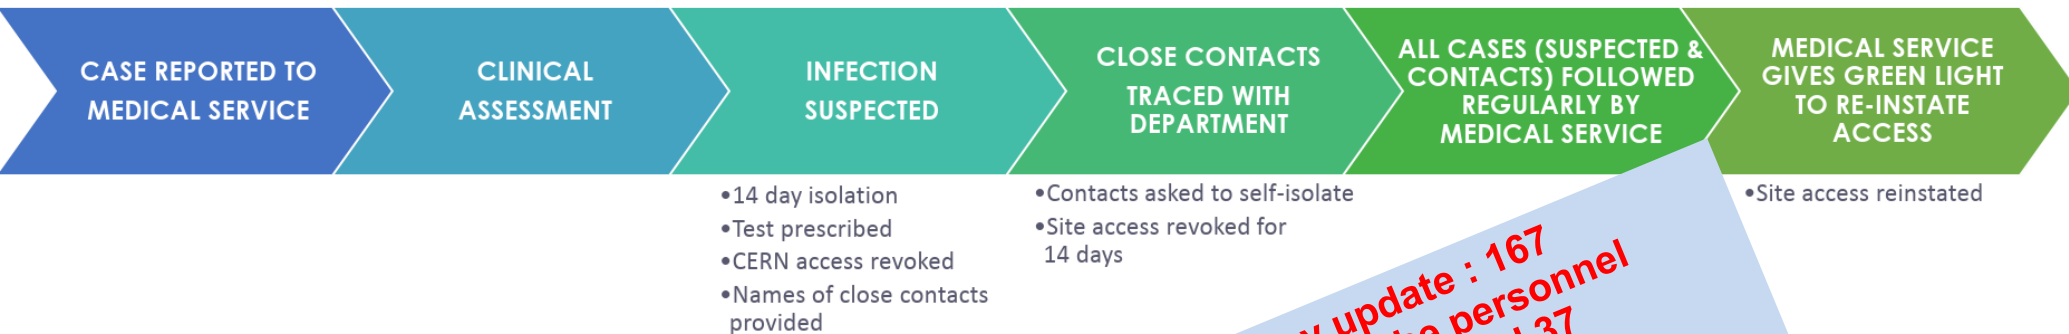 CASE REPORTED TO
MEDICAL SERVICE
CLINICAL
ASSESSMENT
INFECTION
SUSPECTED
CLOSE CONTACTS
TRACED WITH
DEPARTMENT
ALL CASES (SUSPECTED &
CONTACTS) FOLLOWED
REGULARLY BY
MEDICAL SERVICE
MEDICAL SERVICE
GIVES GREEN LIGHT
TO RE-INSTATE
ACCESS
•14 day isolation
•Test prescribed
•CERN access revoked
•Names of close contacts
provided
•Contacts asked to self-isolate
•Site access revoked for
14 days
•Site access reinstated
update : 167
personnel
37